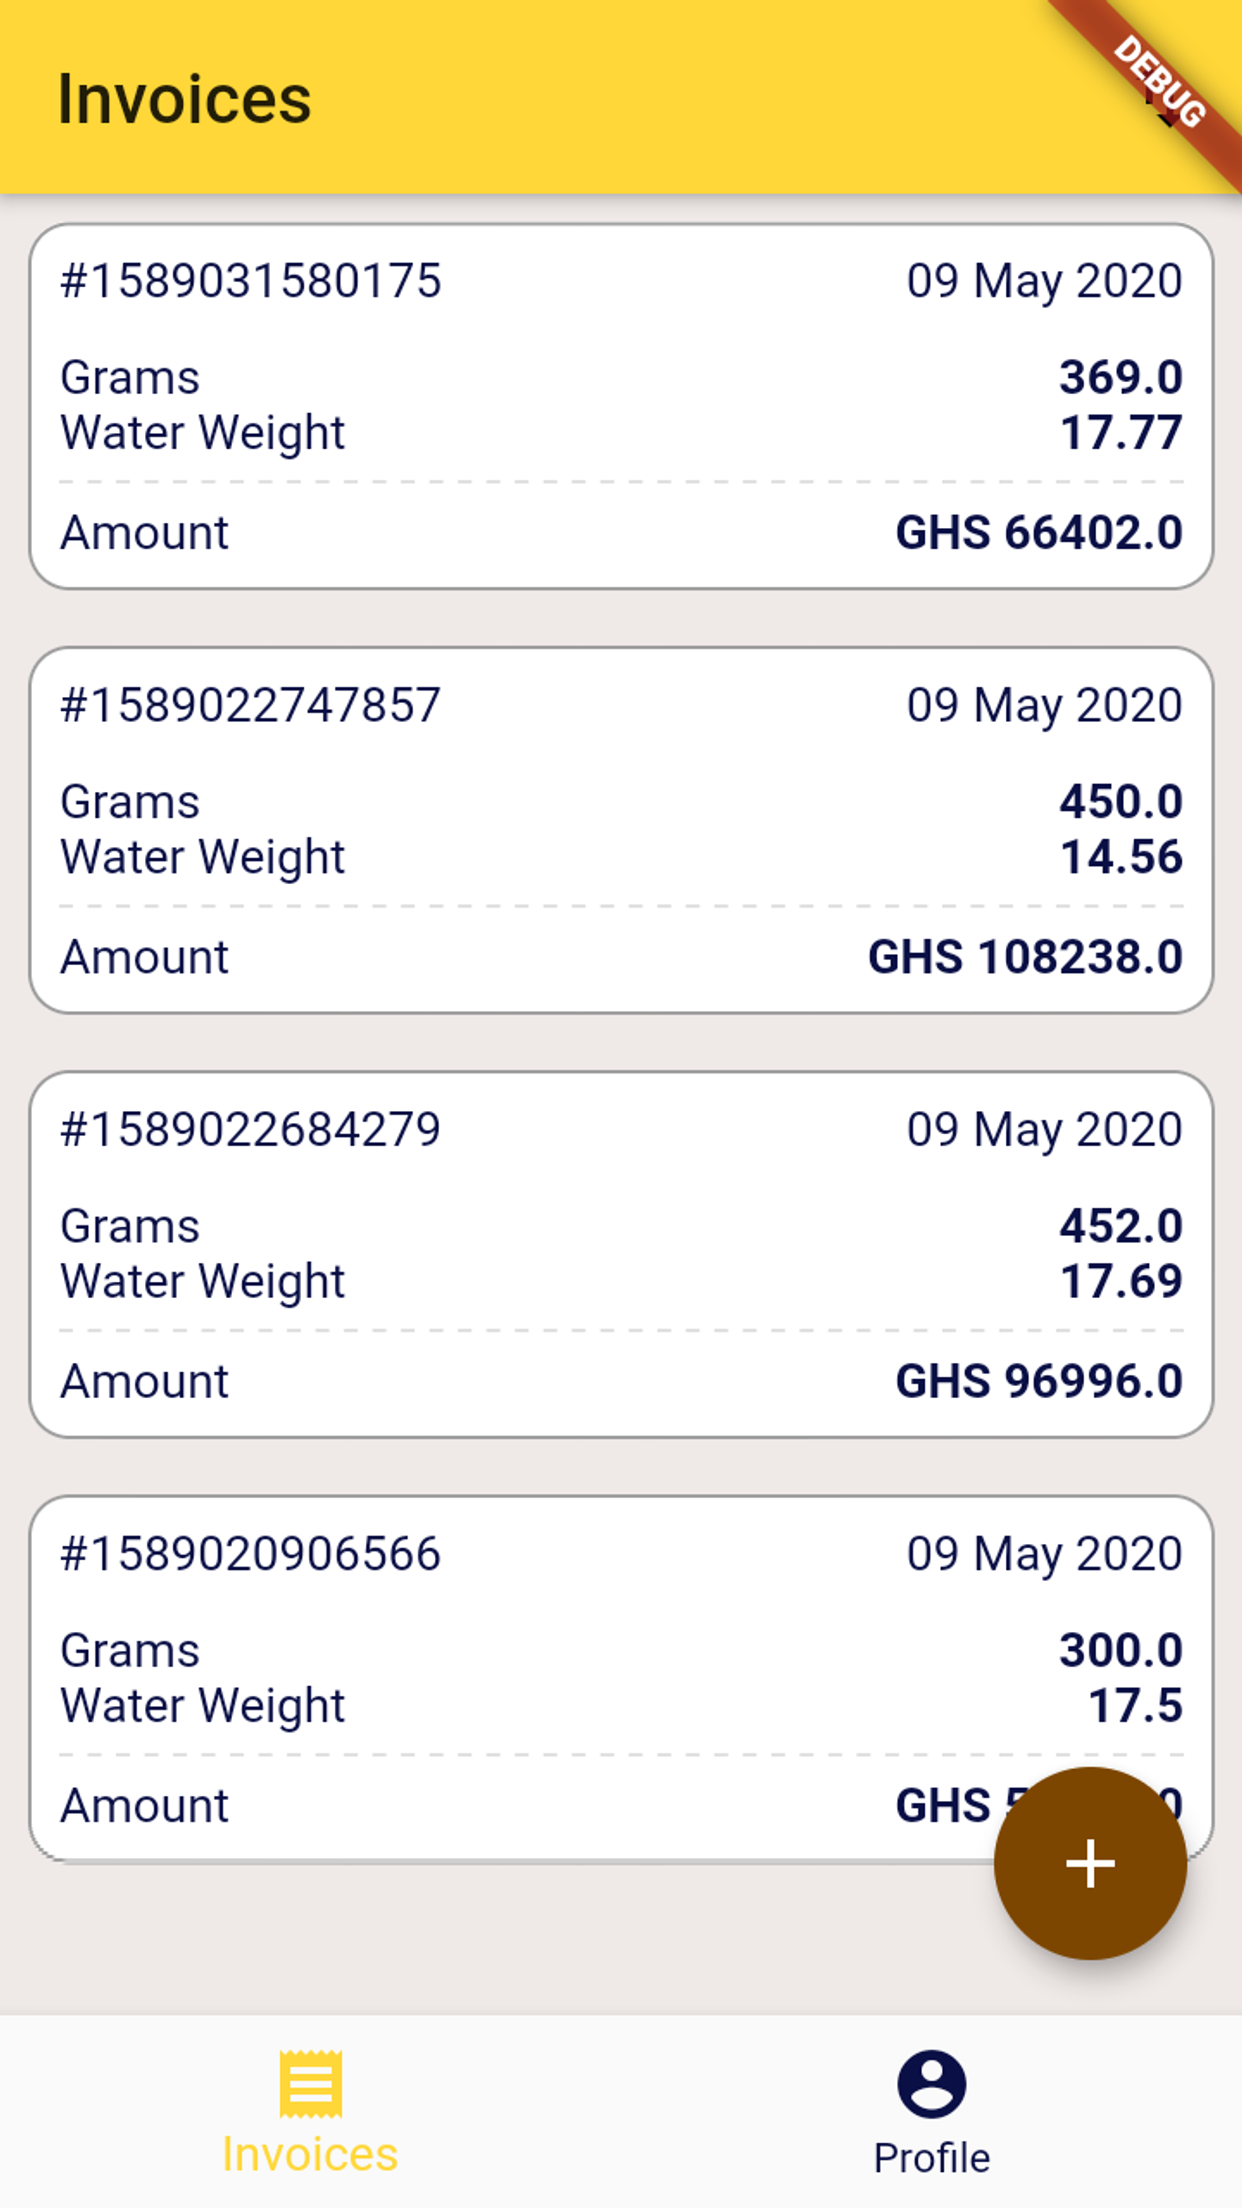 Invoices
DEBUG
#1589031580175 09 May 2020
Grams 369.0
Water Weight 17.77
Amount GHS 66402.0
#1589022747857 09 May 2020
Grams 450.0
Water Weight 14.56
Amount GHS 108238.0
#1589022684279 09 May 2020
Grams 452.0
Water Weight 17.69
Amount GHS 96996.0
#1589020906566 09 May 2020
Grams 300.0
Water Weight 17.5
Amount GHS
Invoices Profile